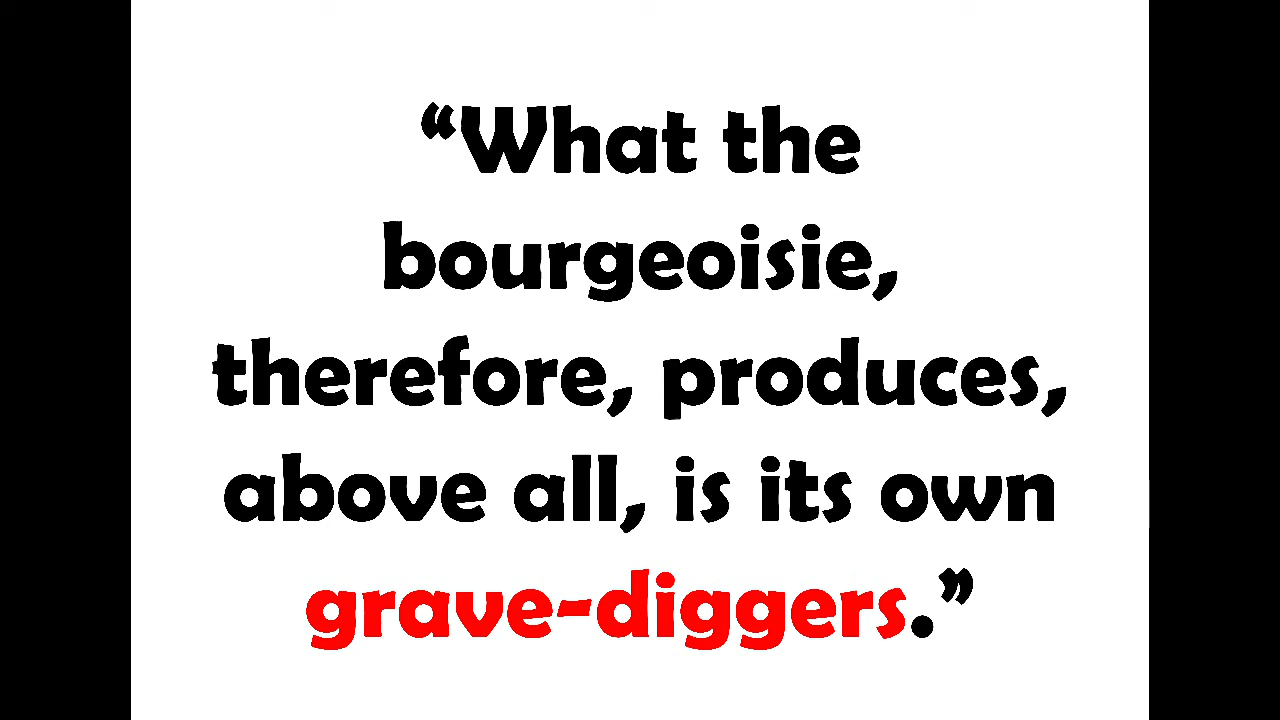 “What the
bourgeoisie,
therefore, produces,
above all, is its own
grave-diggers.”